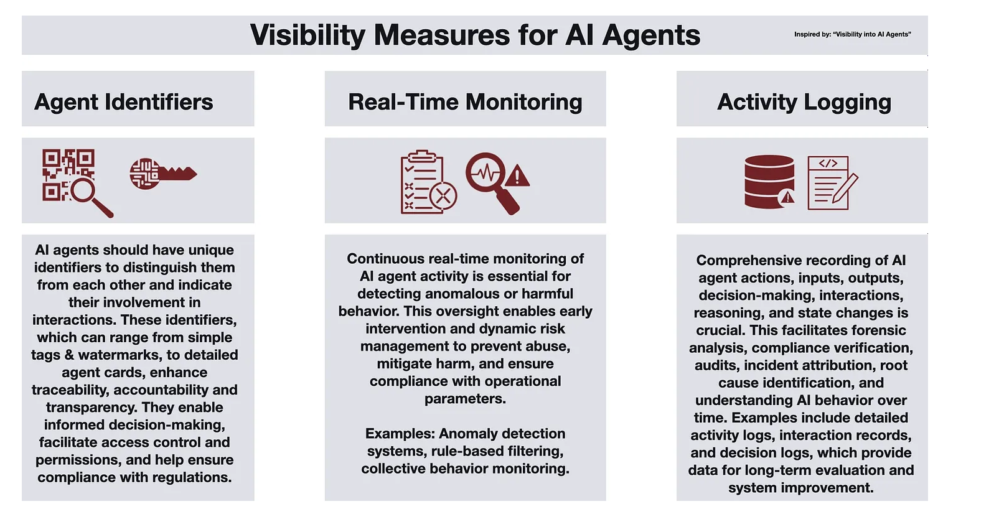 Visibility Measures for AI Agents
Inspired by: “Visibility into AI Agents”
Agent Identifiers
AI agents should have unique
identifiers to distinguish them
from each other and indicate
their involvement in
interactions. These identifiers,
which can range from simple
tags & watermarks, to detailed
agent cards, enhance
traceability, accountability and
transparency. They enable
informed decision-making,
facilitate access control and
permissions, and help ensure
compliance with regulations.
Real-Time Monitoring
Continuous real-time monitoring of
AI agent activity is essential for
detecting anomalous or harmful
behavior. This oversight enables early
intervention and dynamic risk
management to prevent abuse,
mitigate harm, and ensure
compliance with operational
parameters.
Examples: Anomaly detection
systems, rule-based filtering,
collective behavior monitoring.
Activity Logging
</>
Comprehensive recording of AI
agent actions, inputs, outputs,
decision-making, interactions,
reasoning, and state changes is
crucial. This facilitates forensic
analysis, compliance verification,
audits, incident attribution, root
cause identification, and
understanding AI behavior over
time. Examples include detailed
activity logs, interaction records,
and decision logs, which provide
data for long-term evaluation and
system improvement.